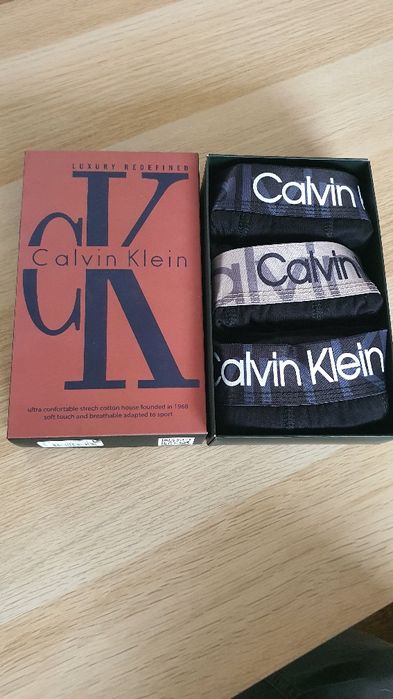 LUXURY REDEFINED
CK
Calvin Klein
ultra confortable strech cotton house founded in 1968
soft touch and breathable adapted to sport
Calvin
Calvin
Calvin Klein